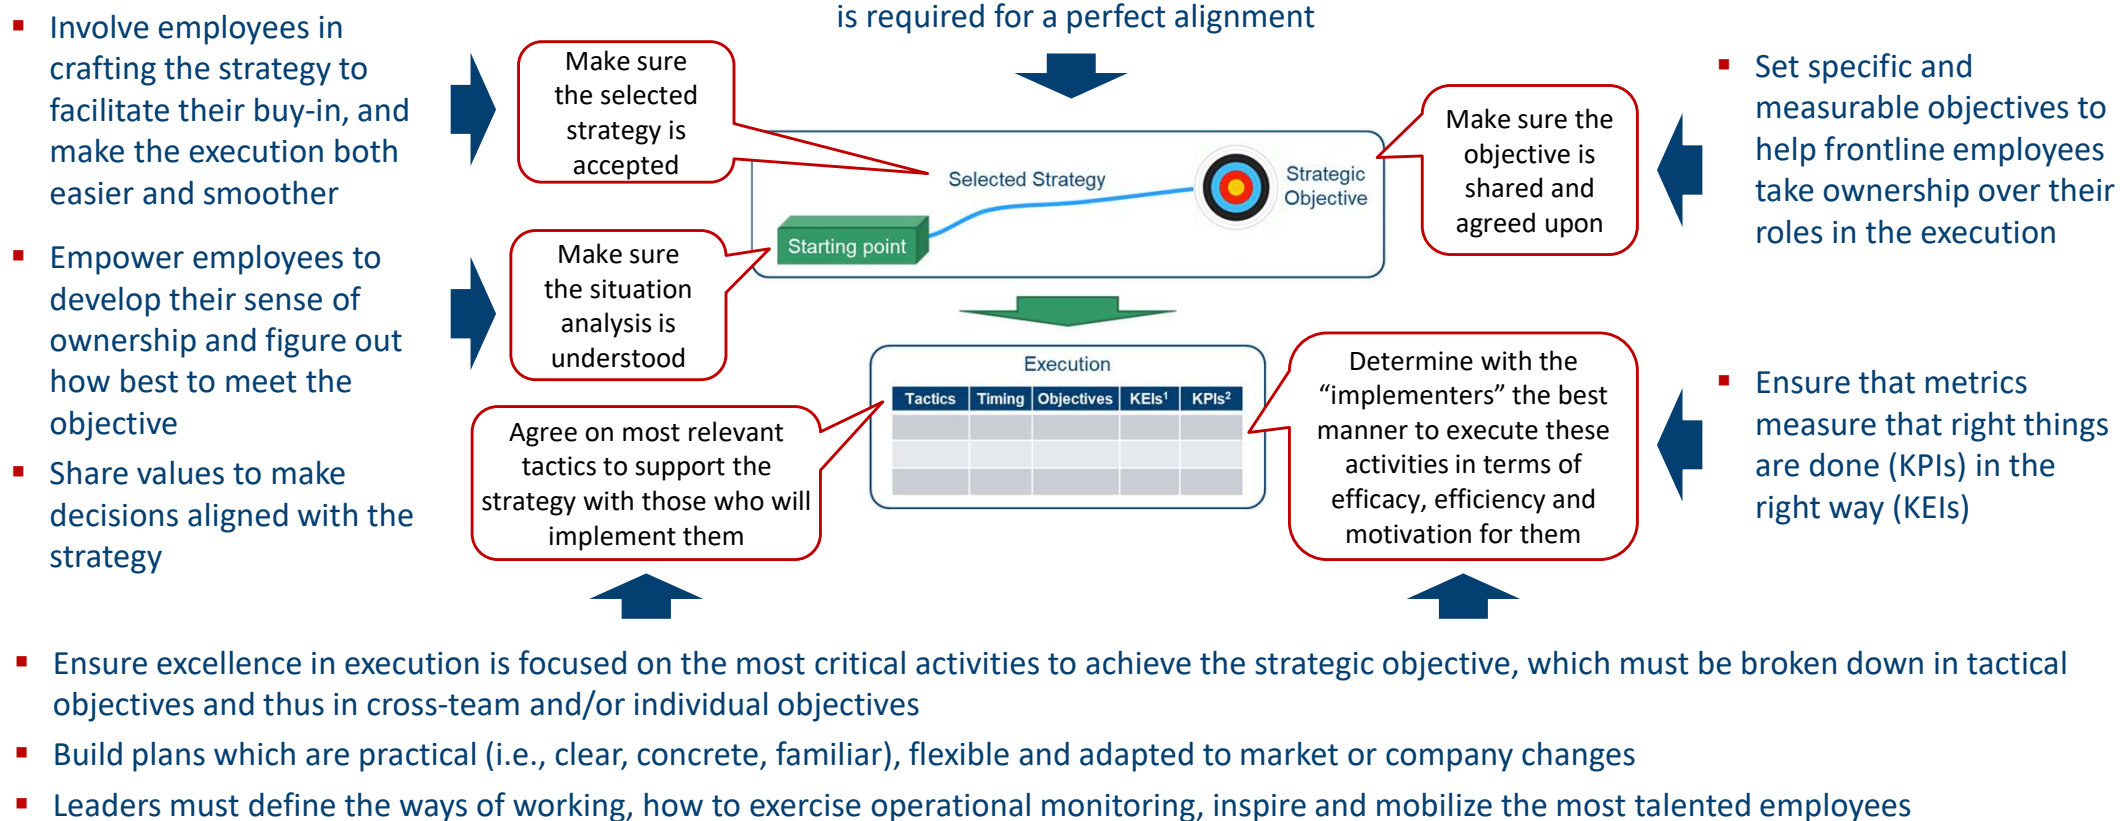 is required for a perfect alignment
▪ Involve employees in
crafting the strategy to
facilitate their buy-in, and
make the execution both
easier and smoother
▪ Empower employees to
develop their sense of
ownership and figure out
how best to meet the
objective
▪ Share values to make
decisions aligned with the
strategy
Make sure
the selected
strategy is
accepted
Make sure
the situation
analysis is
understood
Agree on most relevant
tactics to support the
strategy with those who will
implement them
Selected Strategy
Starting point
Strategic
Objective
Execution
Tactics Timing Objectives KEIs¹ KPIs²
Make sure the
objective is
shared and
agreed upon
Determine with the
“implementers” the best
manner to execute these
activities in terms of
efficacy, efficiency and
motivation for them
▪ Set specific and
measurable objectives to
help frontline employees
take ownership over their
roles in the execution
▪ Ensure that metrics
measure that right things
are done (KPIs) in the
right way (KEIs)
▪ Ensure excellence in execution is focused on the most critical activities to achieve the strategic objective, which must be broken down in tactical
objectives and thus in cross-team and/or individual objectives
▪ Build plans which are practical (i.e., clear, concrete, familiar), flexible and adapted to market or company changes
▪ Leaders must define the ways of working, how to exercise operational monitoring, inspire and mobilize the most talented employees